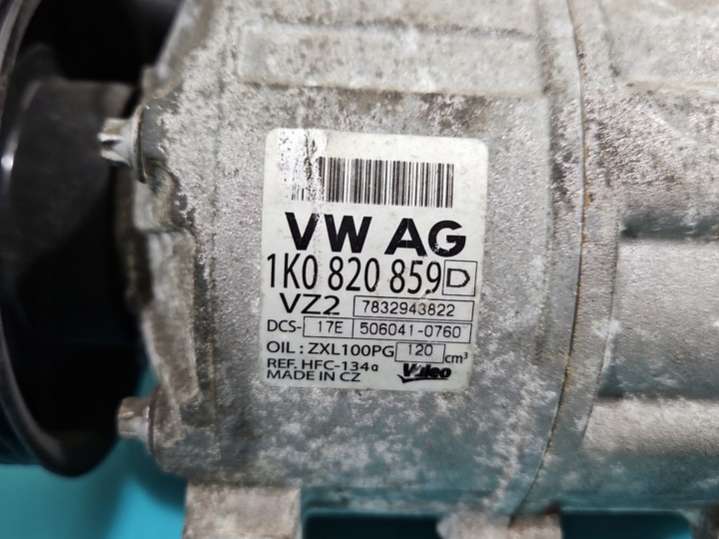 VW AG
1K0 820 859 D
VZ2 7832943822
DCS- 17E 506041-0760
OIL : ZXL100PG 120 cm³
REF. HFC-134a
MADE IN CZ Valeo